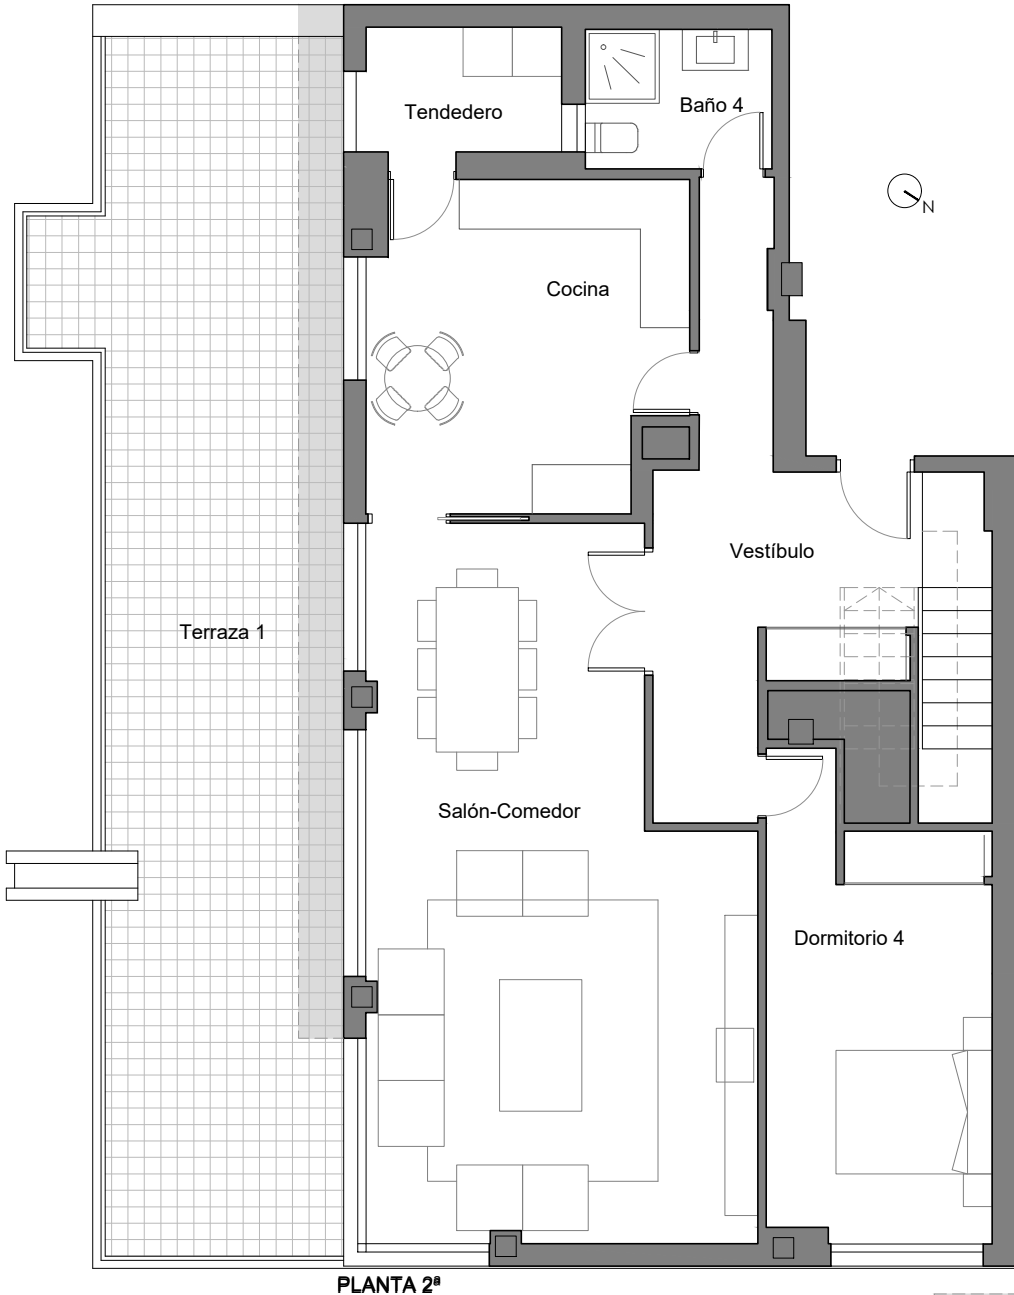 Tendedero
Baño 4
N
Cocina
Vestíbulo
Terraza 1
Salón-Comedor
Dormitorio 4
PLANTA 2ª